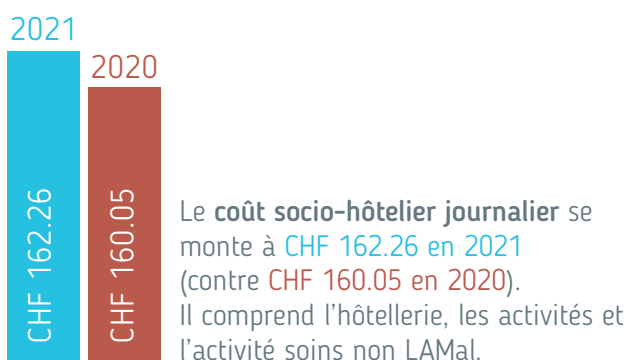 2021
2020
CHF 162.26
CHF 160.05
Le coût socio-hôtelier journalier se
monte à CHF 162.26 en 2021
(contre CHF 160.05 en 2020).
Il comprend l’hôtellerie, les activités et
l’activité soins non LAMal.